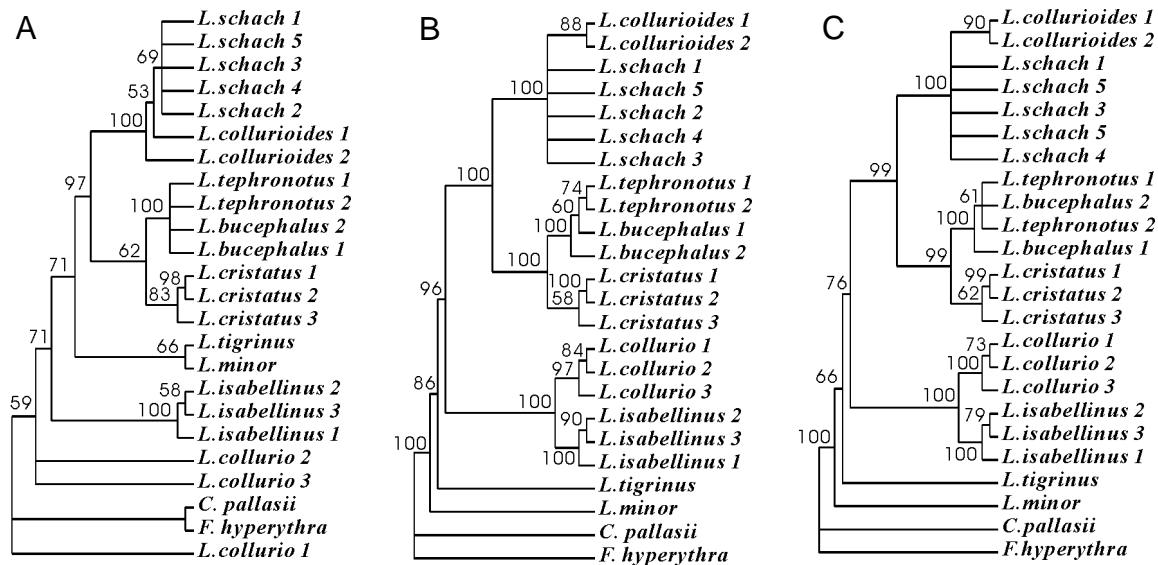 A
L.schach 1
L.schach 5
L.schach 3
L.schach 4
L.schach 2
L.collurioides 1
L.collurioides 2
L.tephronotus 1
L.tephronotus 2
L.bucephalus 2
L.bucephalus 1
L.cristatus 1
L.cristatus 2
L.cristatus 3
L.tigrinus
L.minor
L.isabellinus 2
L.isabellinus 3
L.isabellinus 1
L.collurio 2
L.collurio 3
C. pallasii
F. hyperythra
L.collurio 1
69
53
100
97
100
62
98
83
71
71
66
58
100
59
B
L.collurioides 1
L.collurioides 2
L.schach 1
L.schach 5
L.schach 2
L.schach 4
L.schach 3
L.tephronotus 1
L.tephronotus 2
L.bucephalus 1
L.bucephalus 2
L.cristatus 1
L.cristatus 2
L.cristatus 3
L.collurio 1
L.collurio 2
L.collurio 3
L.isabellinus 2
L.isabellinus 3
L.isabellinus 1
L.tigrinus
L.minor
C. pallasii
F. hyperythra
88
100
100
74
60
100
100
100
58
96
84
97
86
100
90
100
100
C
L.collurioides 1
L.collurioides 2
L.schach 1
L.schach 5
L.schach 3
L.schach 5
L.schach 4
L.tephronotus 1
L.bucephalus 2
L.tephronotus 2
L.bucephalus 1
L.cristatus 1
L.cristatus 2
L.cristatus 3
L.collurio 1
L.collurio 2
L.collurio 3
L.isabellinus 2
L.isabellinus 3
L.isabellinus 1
L.tigrinus
L.minor
C.pallasii
F.hyperythra
90
100
99
61
100
99
99
62
76
73
100
66
100
79
100
100